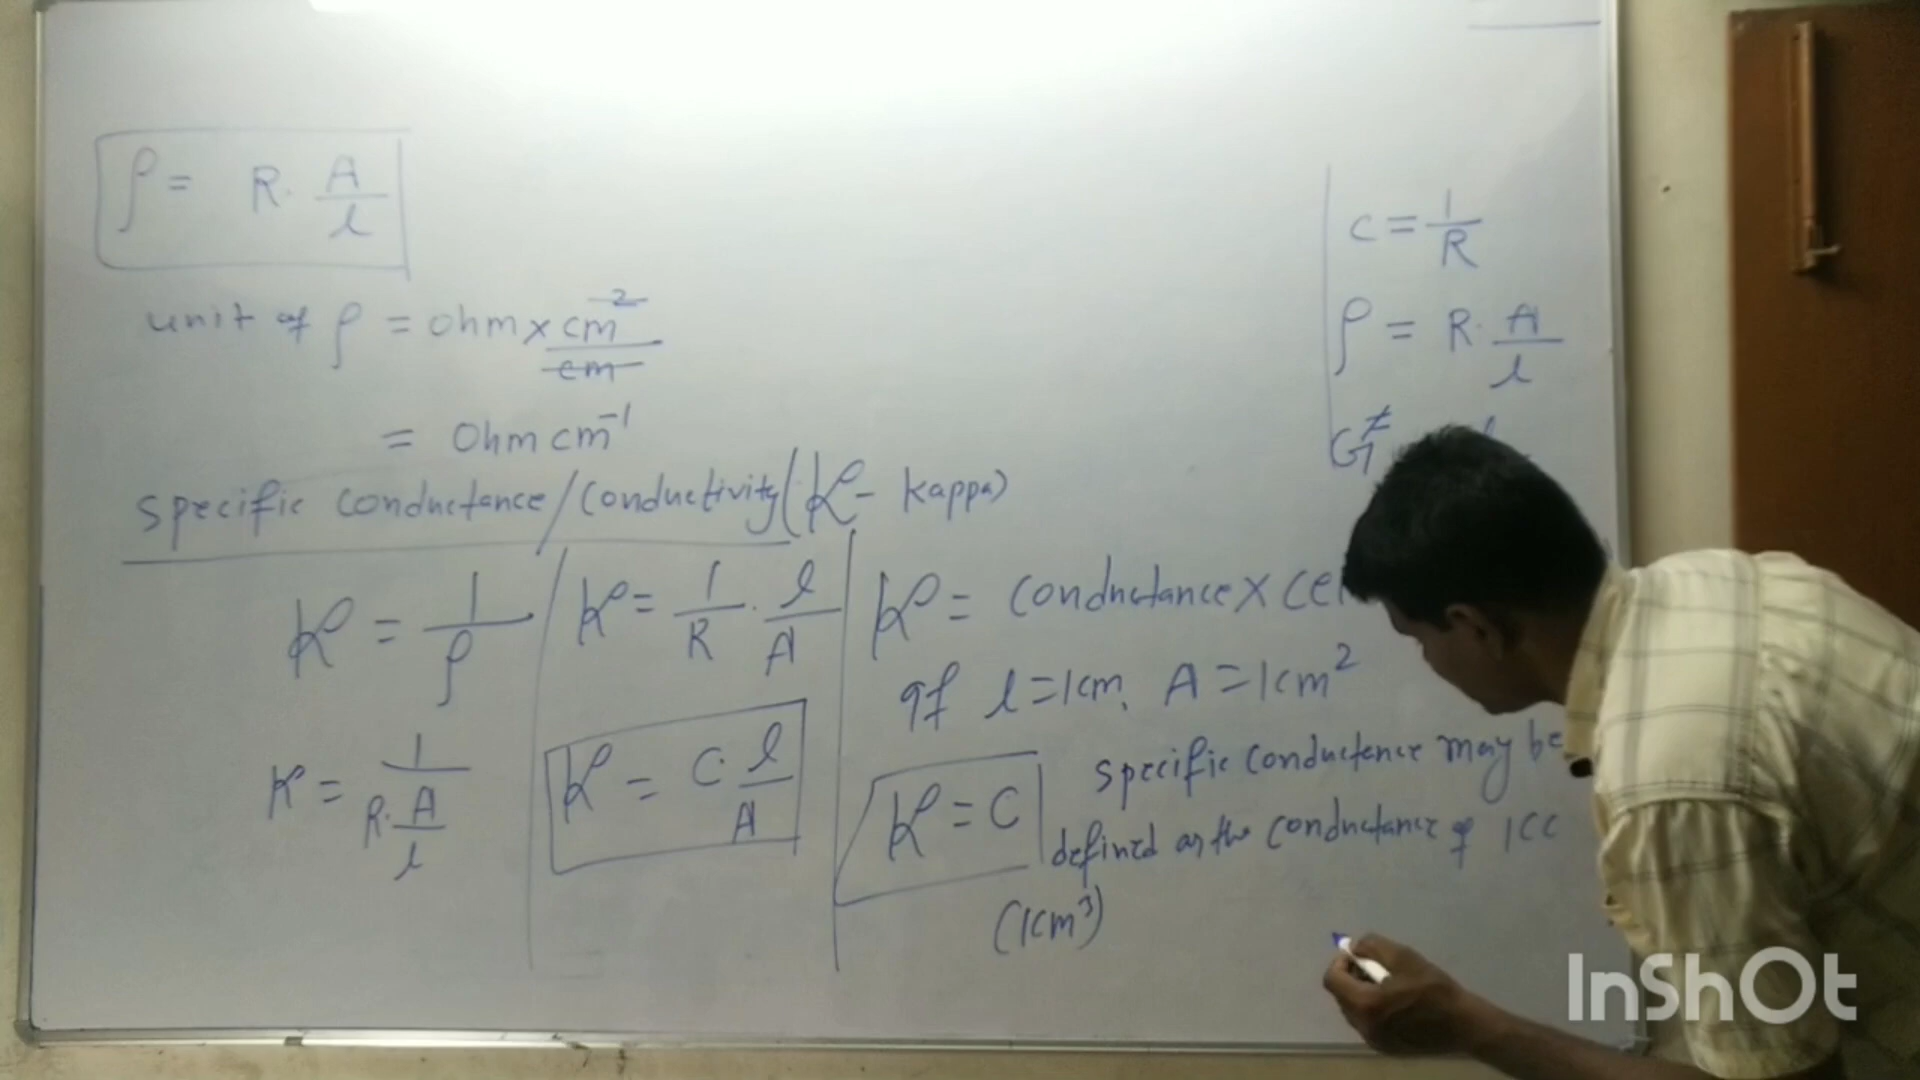 ρ = R. A/l
unit of ρ = ohm x cm²/cm
= ohm cm⁻¹
specific conductance/conductivity (K - kappa)
K = 1/ρ
K = 1/(R. A/l)
K = 1/R . l/A
K = C. l/A
K = conductance x
If l = 1cm, A = 1cm²
K = C
specific conductance may be
defined as the conductance of 1CC
(1cm³)
C = 1/R
ρ = R. A/l
G*
InShOt